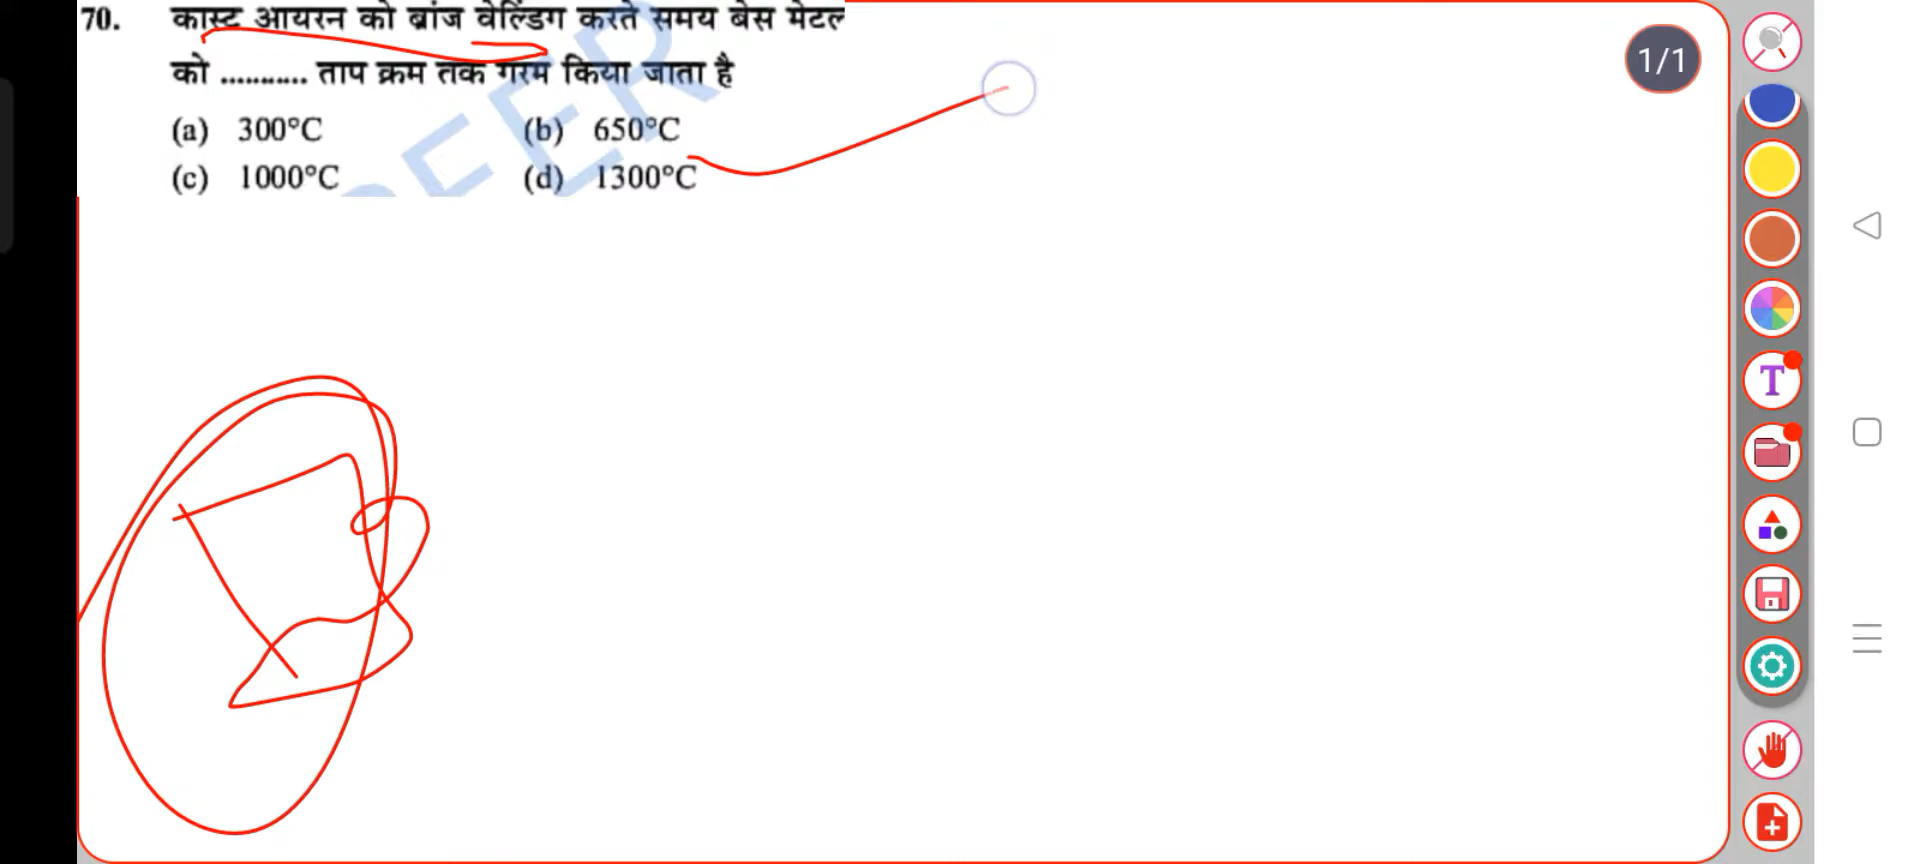 70. कास्ट आयरन को ब्रांज वेल्डिंग करते समय बेस मेटल
को ........... ताप क्रम तक गरम किया जाता है
(a) 300°C (b) 650°C
(c) 1000°C (d) 1300°C
1/1
T